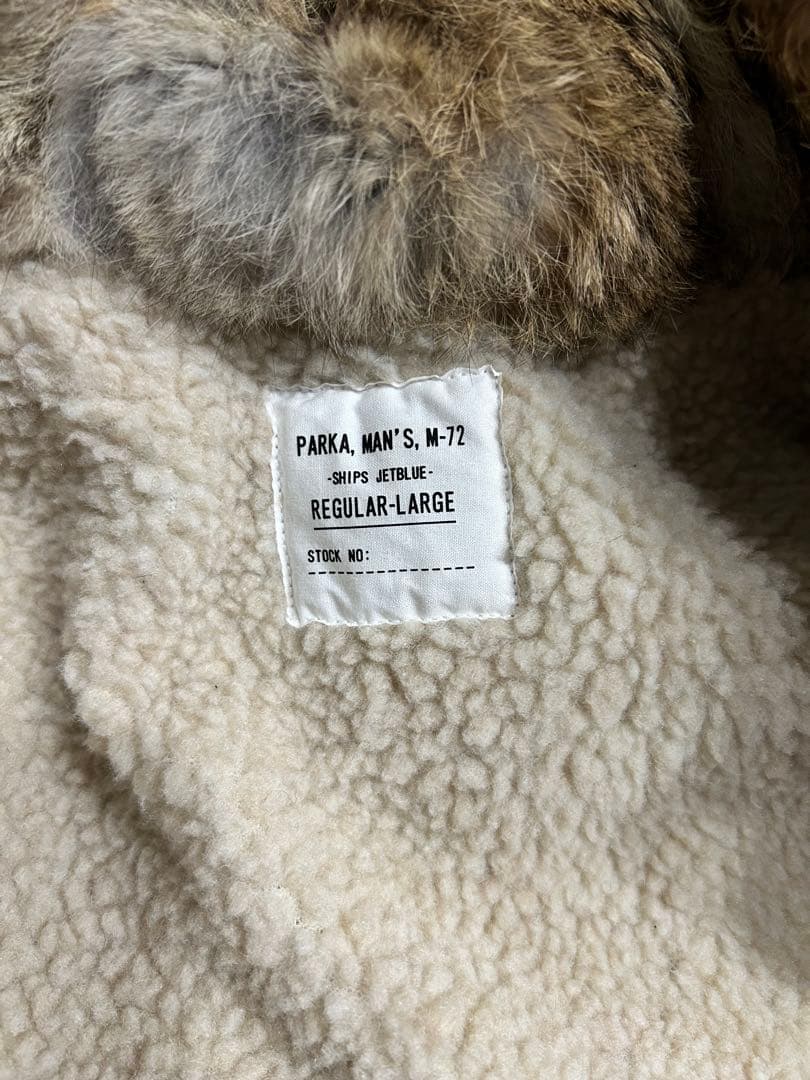 PARKA, MAN'S, M-72
-SHIPS JETBLUE-
REGULAR-LARGE
STOCK NO: